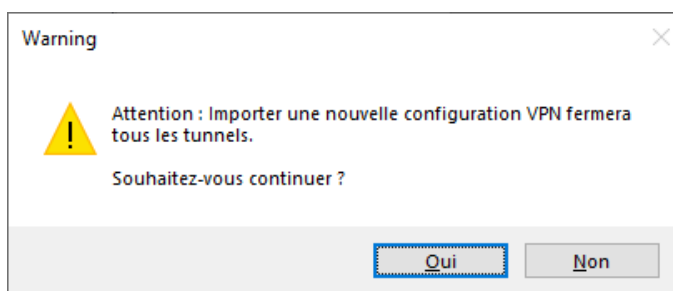 Warning
Attention : Importer une nouvelle configuration VPN fermera
tous les tunnels.
Souhaitez-vous continuer ?
Oui
Non